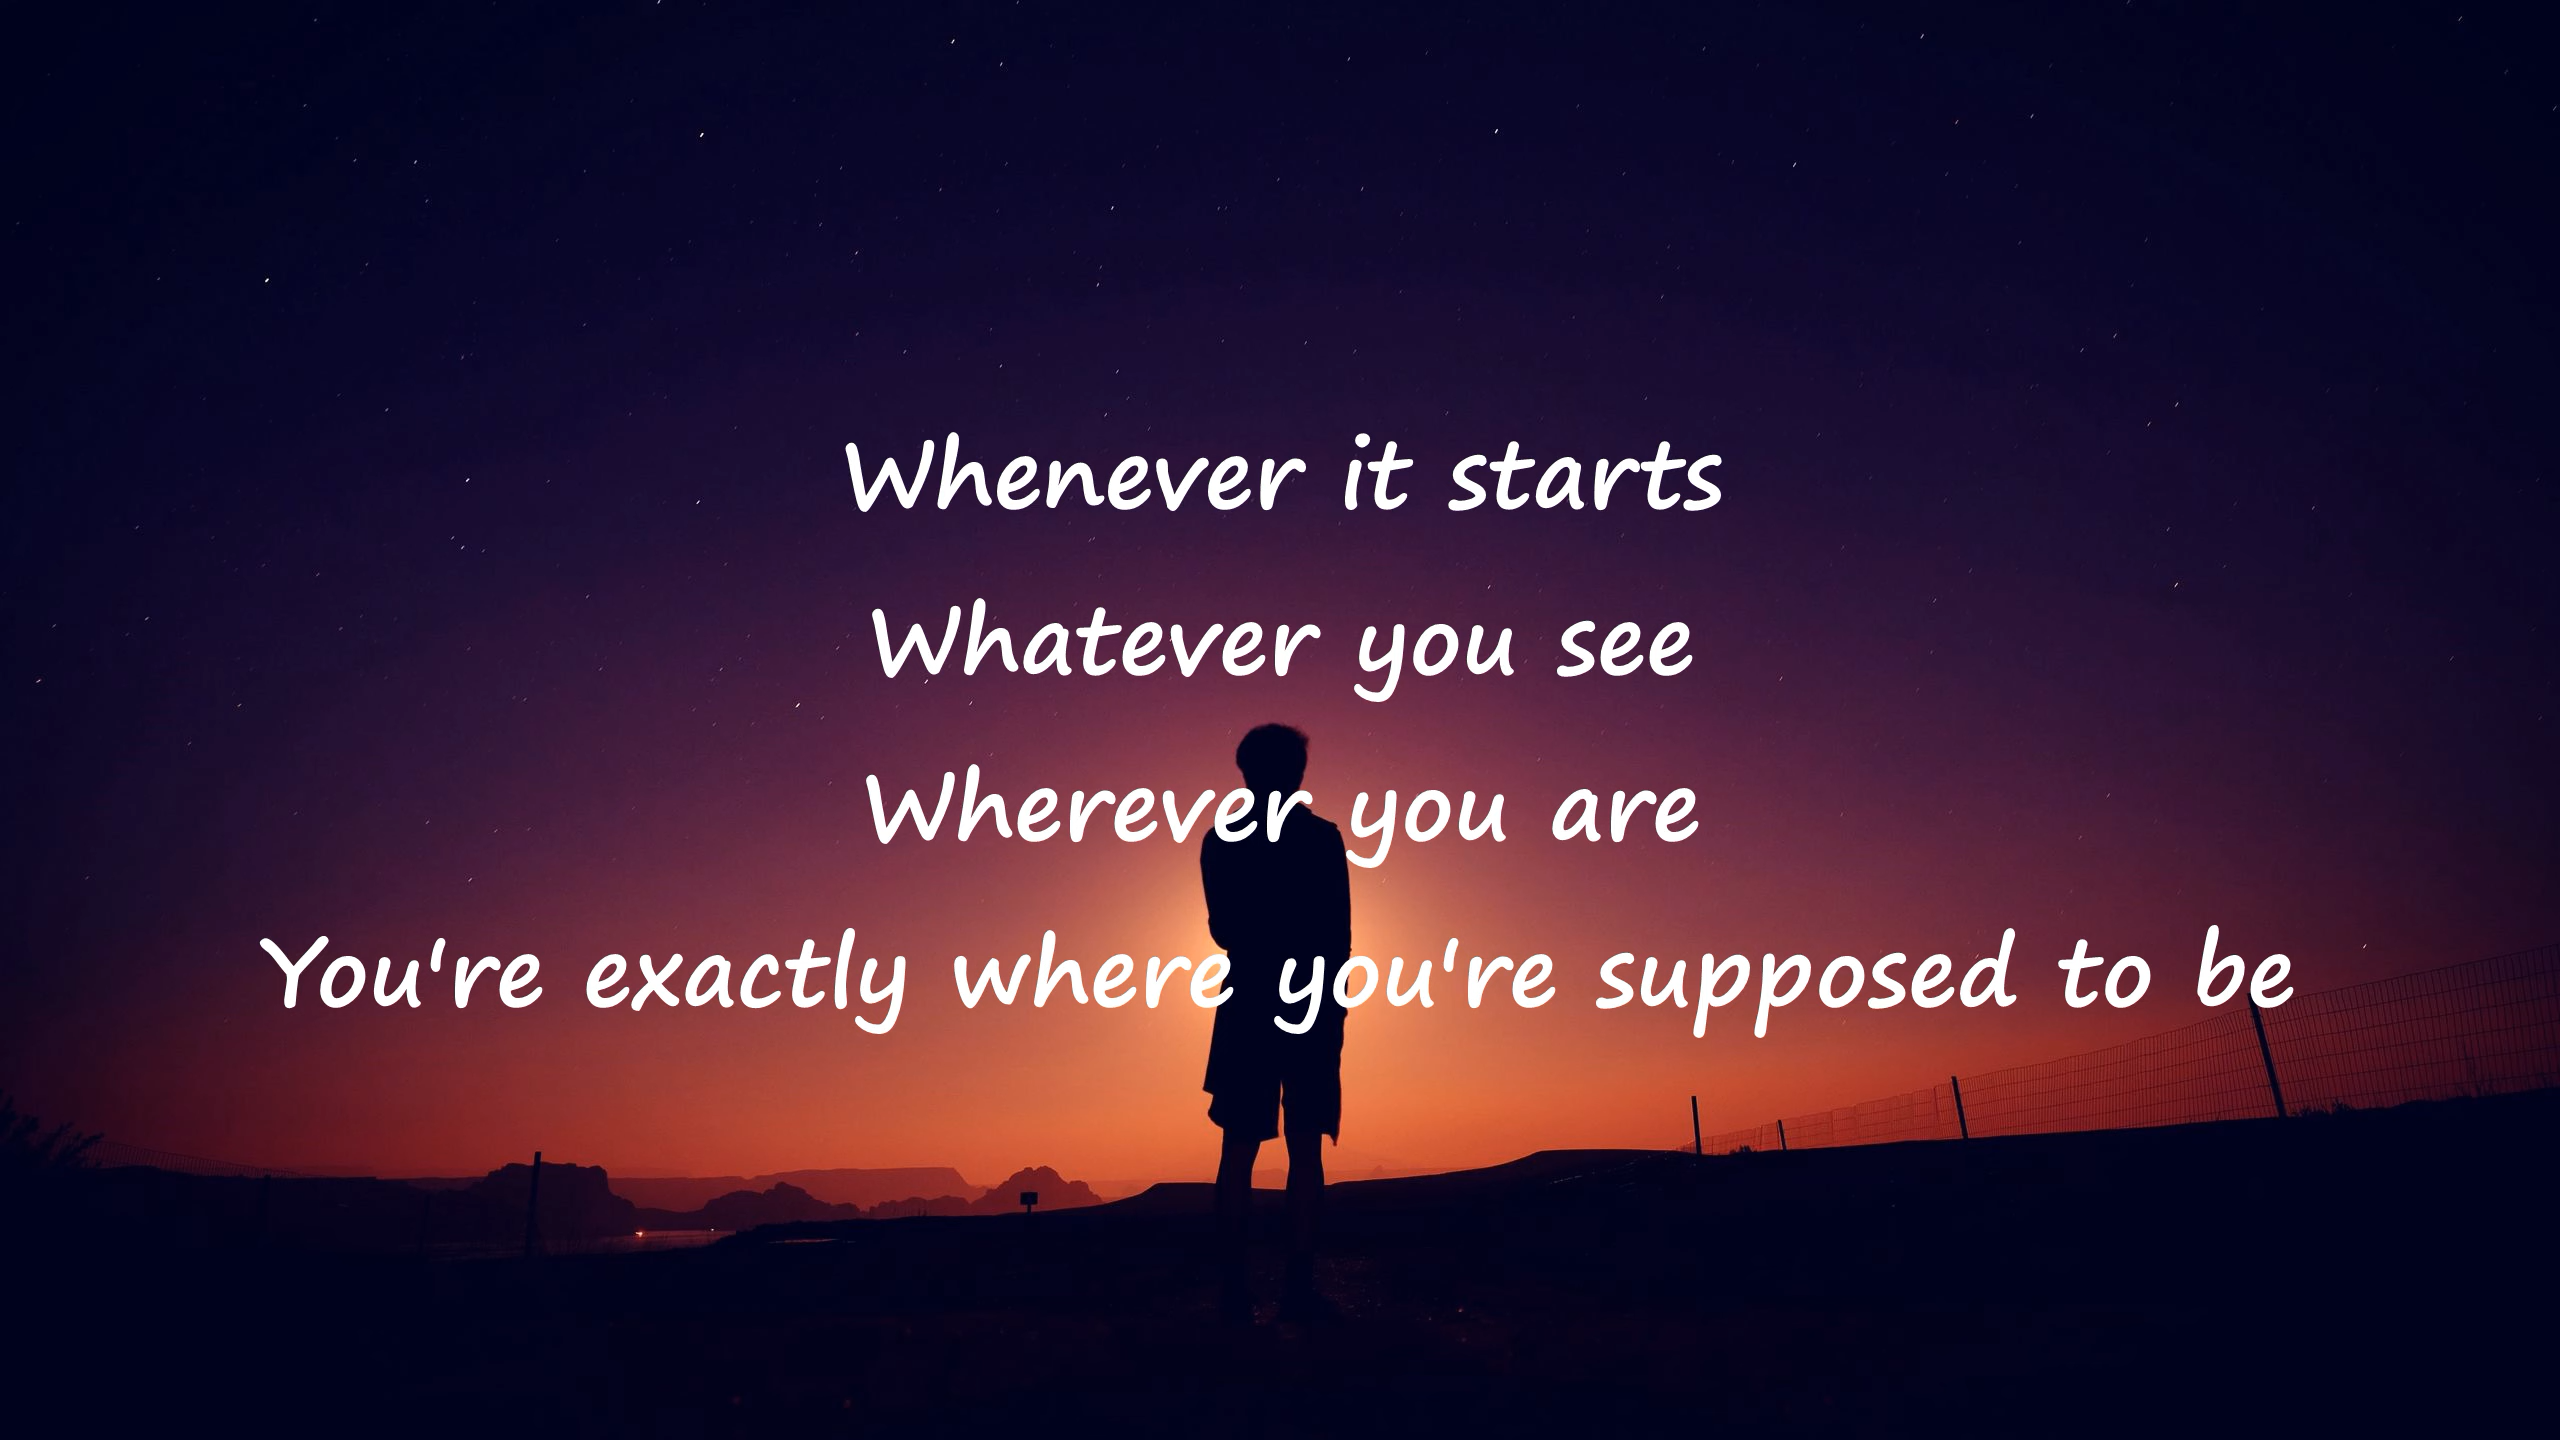 Whenever it starts
Whatever you see
Wherever you are
You're exactly where you're supposed to be